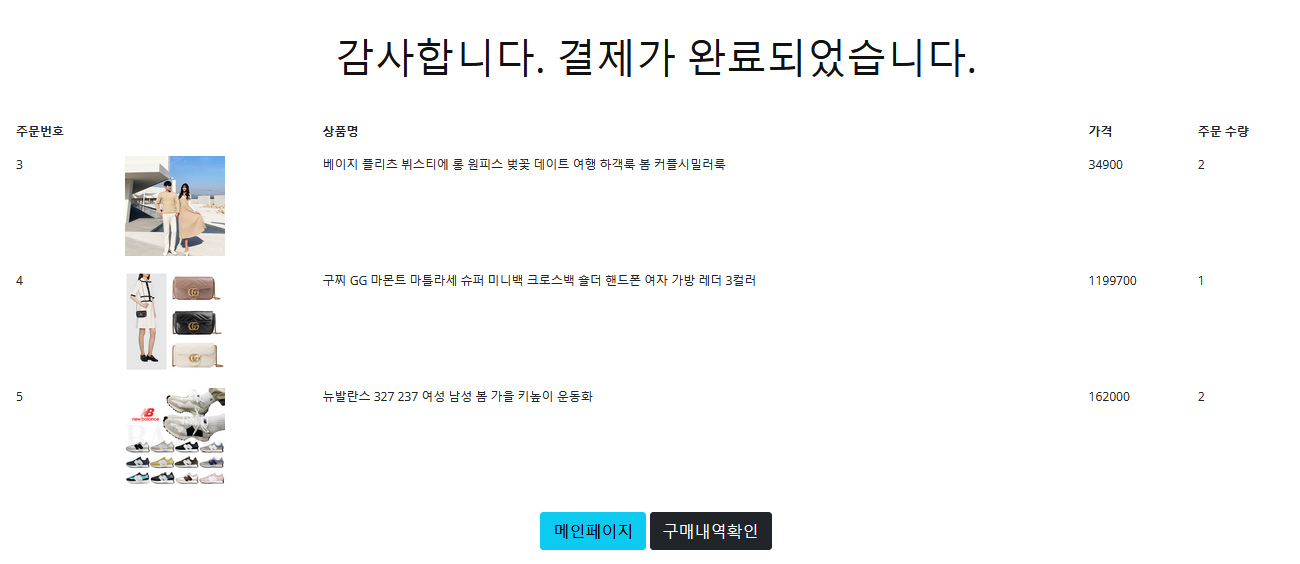 감사합니다. 결제가 완료되었습니다.
주문번호 상품명 가격 주문 수량
3 베이지 플리츠 뷔스티에 롱 원피스 벚꽃 데이트 여행 하객룩 봄 커플시밀러룩 34900 2
4 구찌 GG 마몬트 마틀라세 슈퍼 미니백 크로스백 숄더 핸드폰 여자 가방 레더 3컬러 1199700 1
5 뉴발란스 327 237 여성 남성 봄 가을 키높이 운동화 162000 2
new balance
메인페이지 구매내역확인